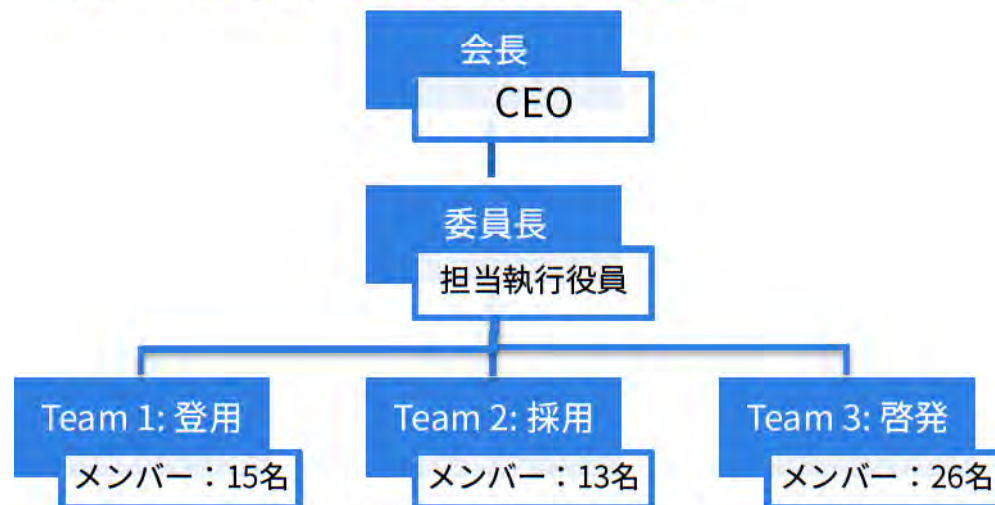 会長
CEO
委員長
担当執行役員
Team 1: 登用
メンバー：15名
Team 2: 採用
メンバー：13名
Team 3: 啓発
メンバー：26名